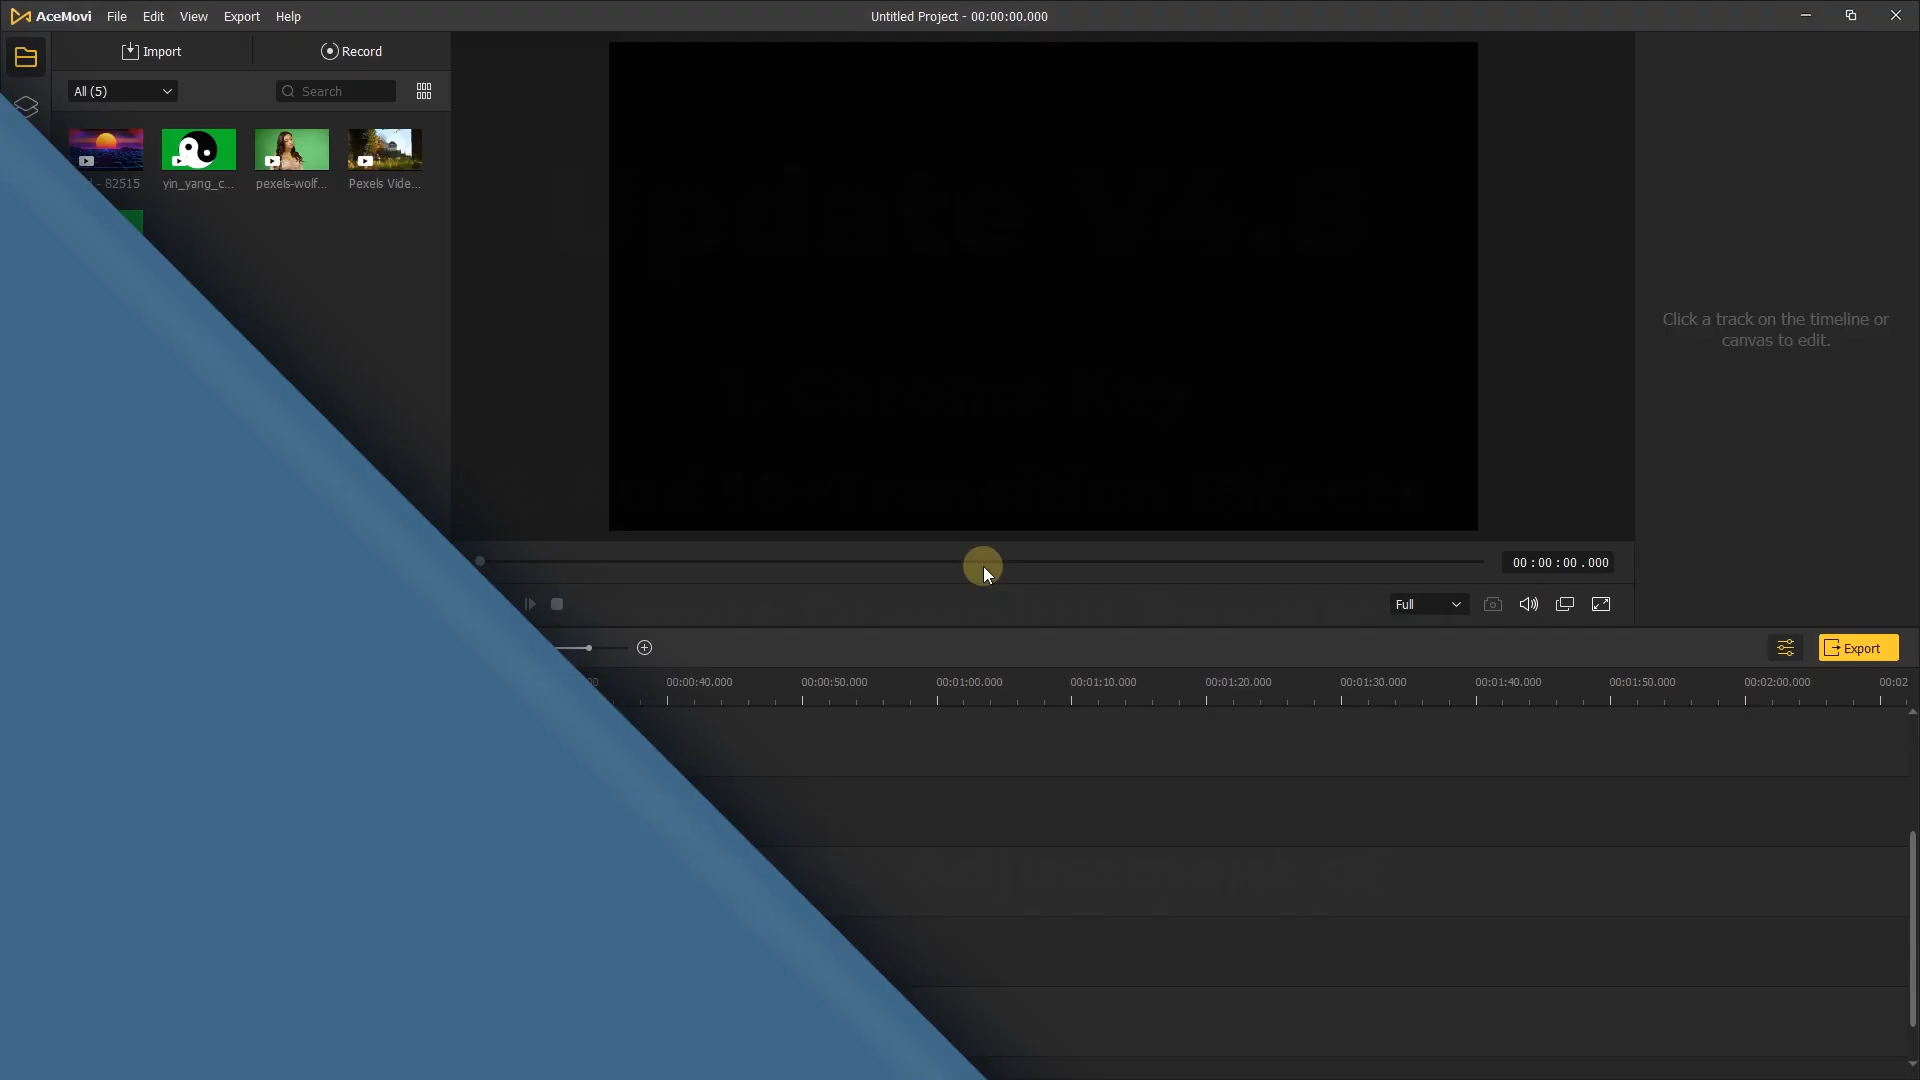 AceMovi File Edit View Export Help Untitled Project - 00:00:00.000
Import Record
All (5) Search
- 82515 yin_yang_c... pexels-wolf... Pexels Vide...
Click a track on the timeline or
canvas to edit.
00:00:00.000
Full
Export
00:00:40.000 00:00:50.000 00:01:00.000 00:01:10.000 00:01:20.000 00:01:30.000 00:01:40.000 00:01:50.000 00:02:00.000 00:02